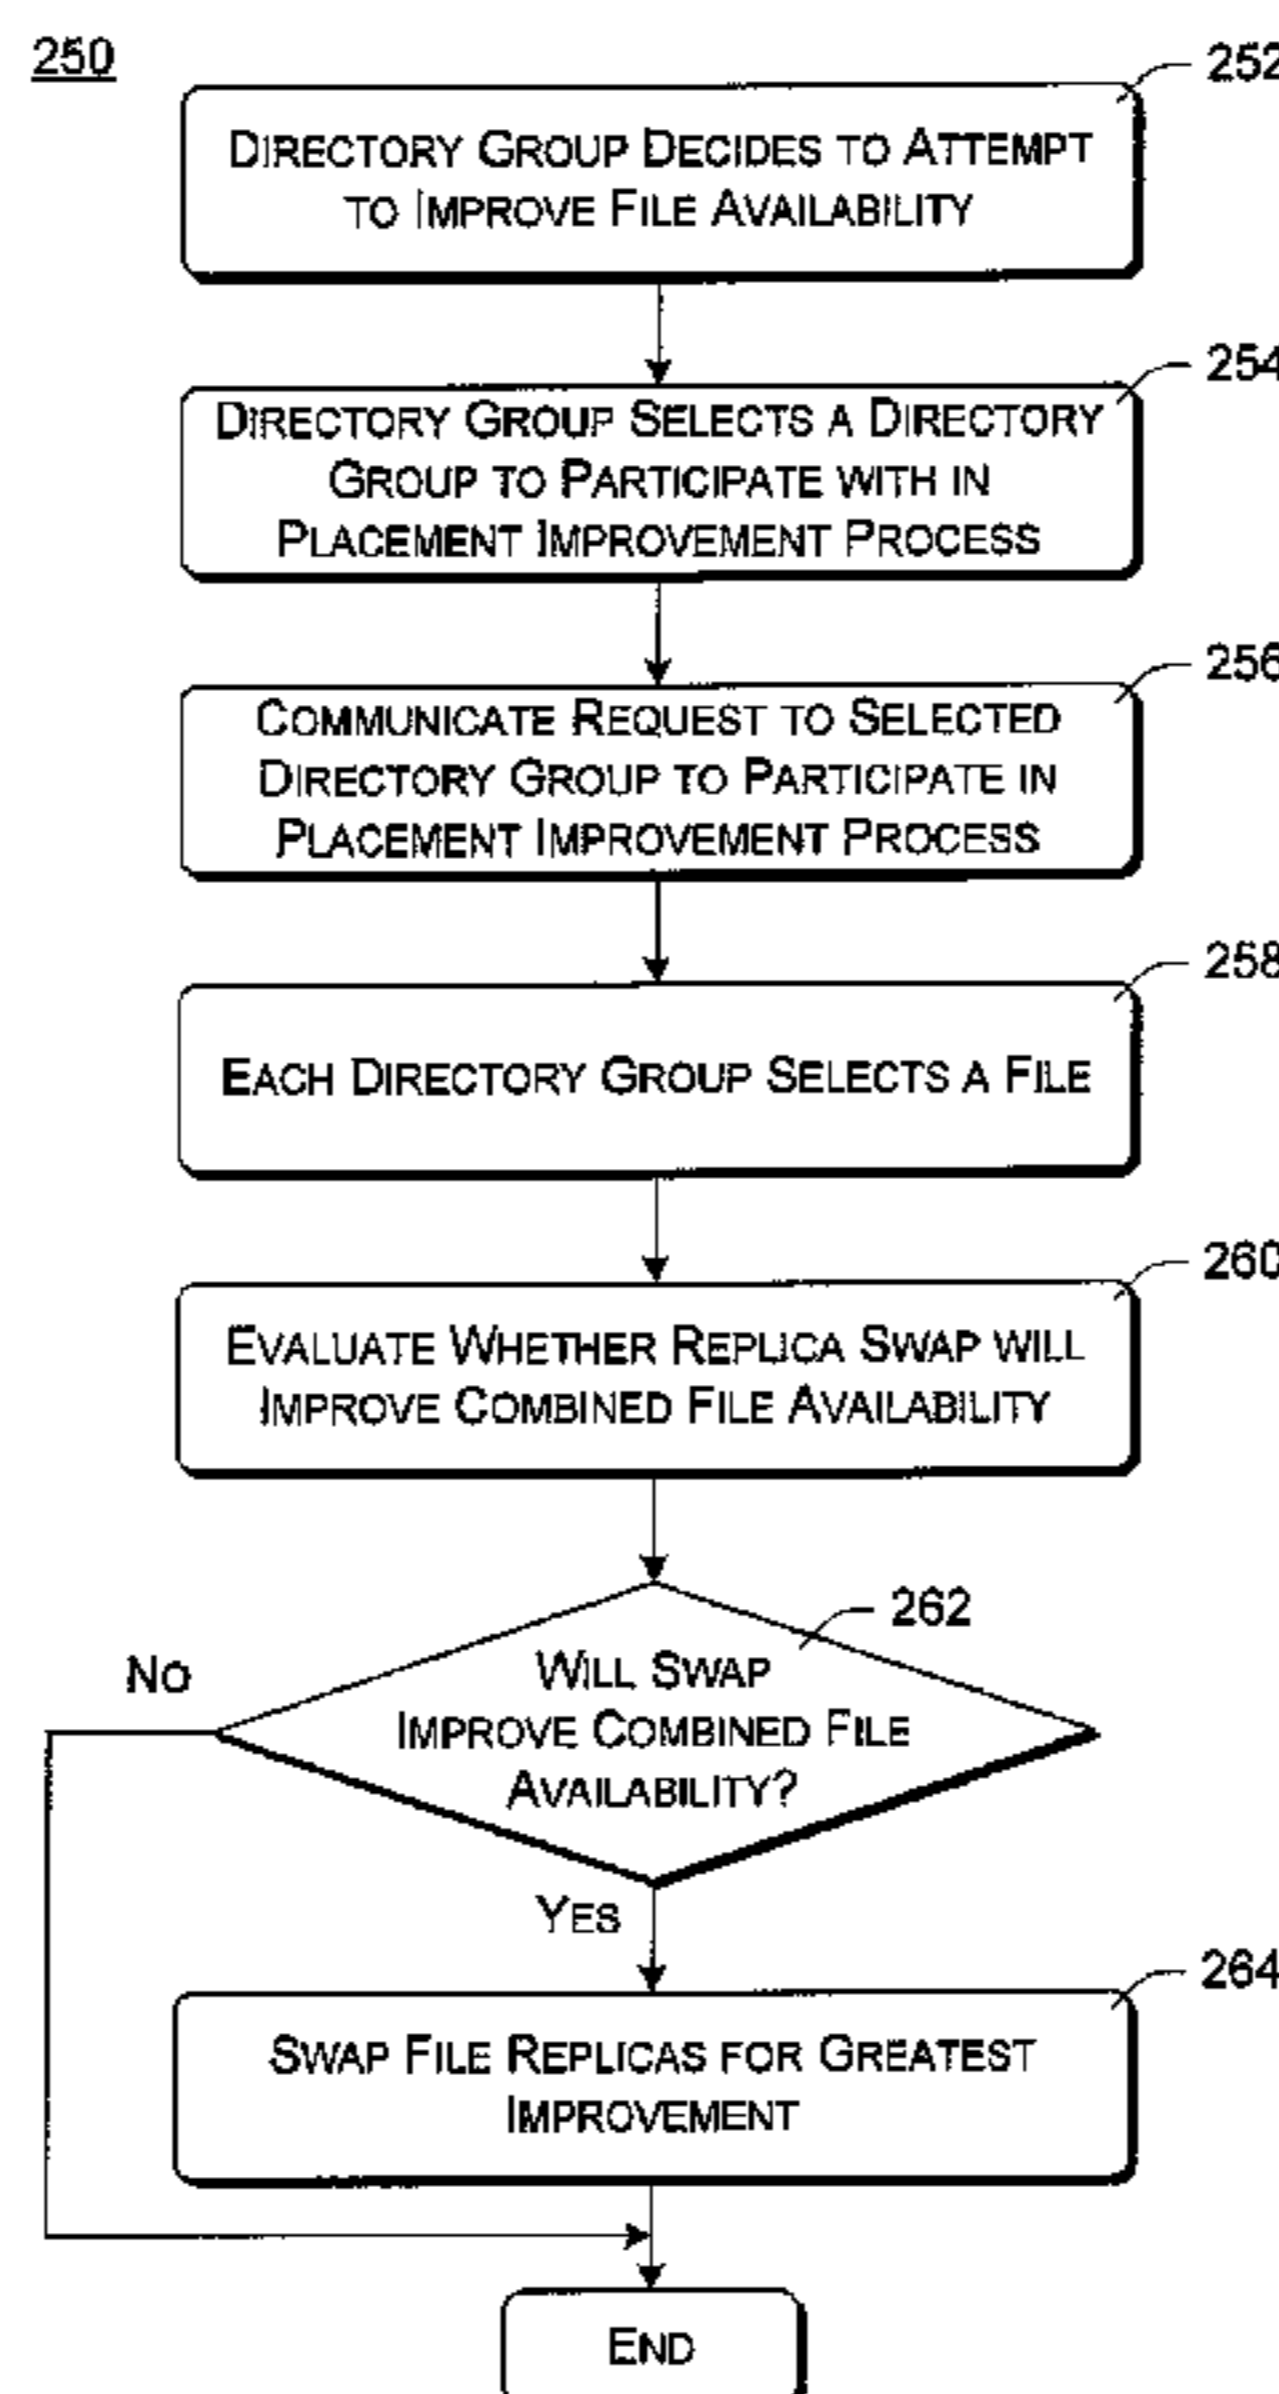 250
252
DIRECTORY GROUP DECIDES TO ATTEMPT
TO IMPROVE FILE AVAILABILITY
254
DIRECTORY GROUP SELECTS A DIRECTORY
GROUP TO PARTICIPATE WITH IN
PLACEMENT IMPROVEMENT PROCESS
256
COMMUNICATE REQUEST TO SELECTED
DIRECTORY GROUP TO PARTICIPATE IN
PLACEMENT IMPROVEMENT PROCESS
258
EACH DIRECTORY GROUP SELECTS A FILE
260
EVALUATE WHETHER REPLICA SWAP WILL
IMPROVE COMBINED FILE AVAILABILITY
262
NO
WILL SWAP
IMPROVE COMBINED FILE
AVAILABILITY?
YES
264
SWAP FILE REPLICAS FOR GREATEST
IMPROVEMENT
END